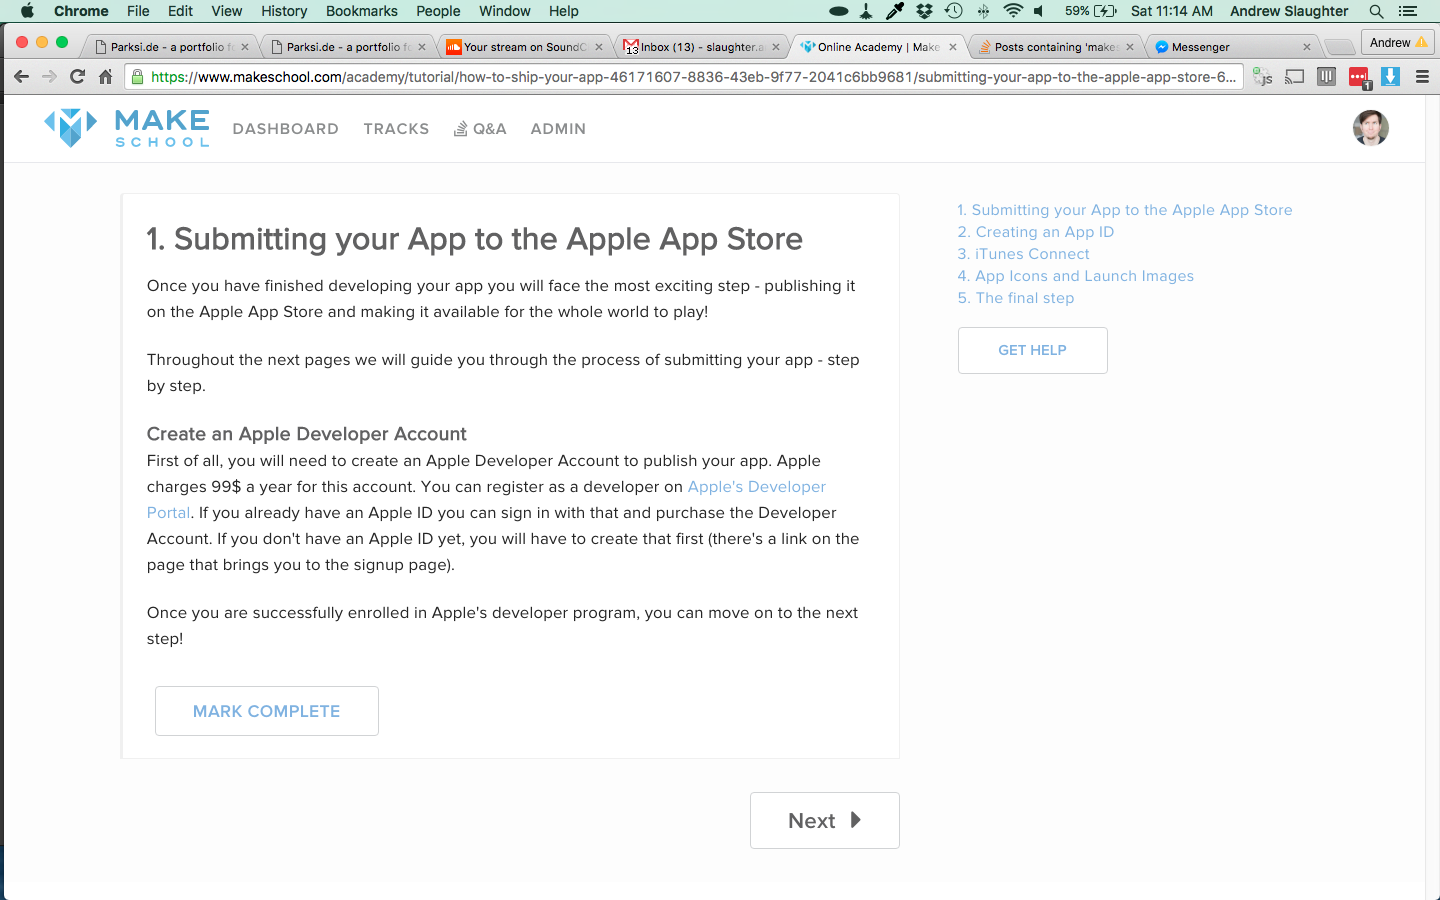 Chrome File Edit View History Bookmarks People Window Help 59% Sat 11:14 AM Andrew Slaughter
Parksi.de - a portfolio fo
Parksi.de - a portfolio fo
Your stream on SoundC
13 Inbox (13) - slaughter.a
Online Academy | Make
Posts containing 'makes
Messenger
Andrew
https://www.makeschool.com/academy/tutorial/how-to-ship-your-app-46171607-8836-43eb-9f77-2041c6bb9681/submitting-your-app-to-the-apple-app-store-6...
js
1
MAKE
SCHOOL
DASHBOARD TRACKS Q&A ADMIN
1. Submitting your App to the Apple App Store
Once you have finished developing your app you will face the most exciting step - publishing it
on the Apple App Store and making it available for the whole world to play!
Throughout the next pages we will guide you through the process of submitting your app - step
by step.
Create an Apple Developer Account
First of all, you will need to create an Apple Developer Account to publish your app. Apple
charges 99$ a year for this account. You can register as a developer on Apple's Developer
Portal. If you already have an Apple ID you can sign in with that and purchase the Developer
Account. If you don't have an Apple ID yet, you will have to create that first (there's a link on the
page that brings you to the signup page).
Once you are successfully enrolled in Apple's developer program, you can move on to the next
step!
MARK COMPLETE
Next
1. Submitting your App to the Apple App Store
2. Creating an App ID
3. iTunes Connect
4. App Icons and Launch Images
5. The final step
GET HELP